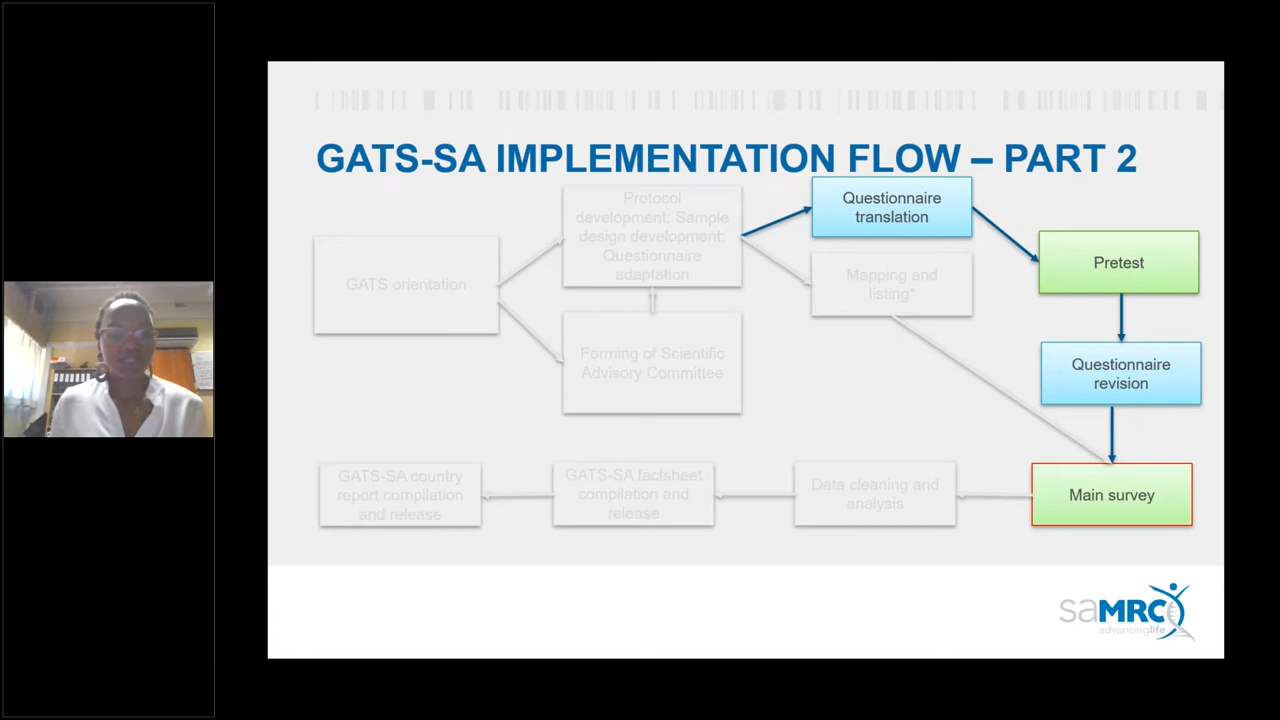 GATS-SA IMPLEMENTATION FLOW – PART 2
GATS orientation
Protocol
development; Sample
design development;
Questionnaire
adaptation
Forming of Scientific
Advisory Committee
Questionnaire
translation
Mapping and
listing*
Pretest
Questionnaire
revision
Main survey
Data cleaning and
analysis
GATS-SA factsheet
compilation and
release
GATS-SA country
report compilation
and release
saMRC
advancinglife